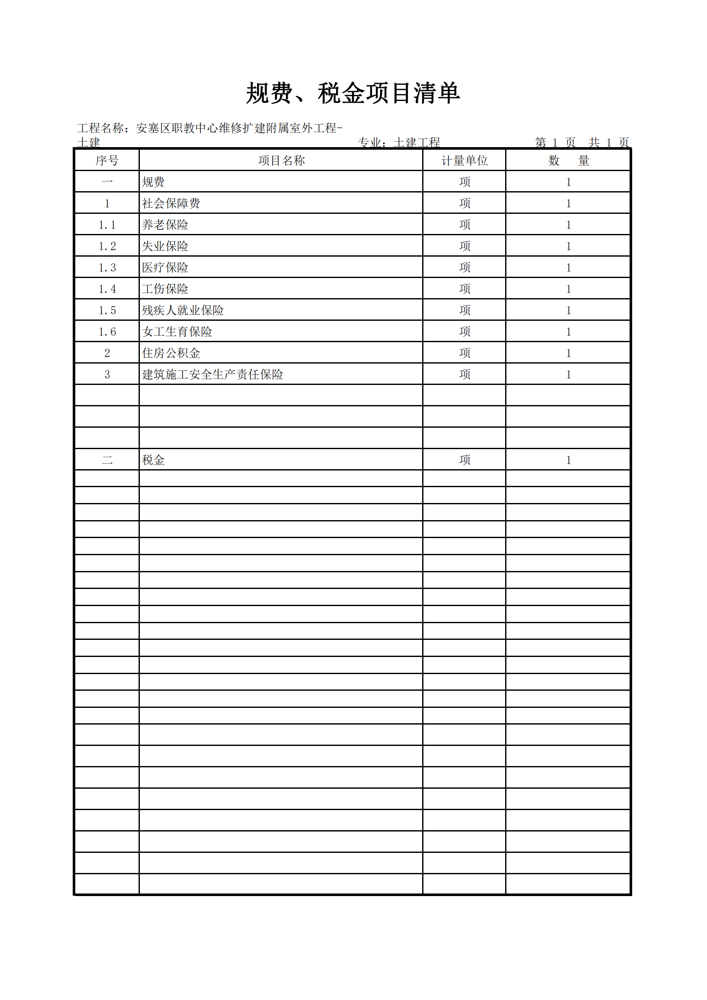 规费、税金项目清单
工程名称：安塞区职教中心维修扩建附属室外工程-
土建 专业：土建工程 第 1 页 共 1 页
序号 项目名称 计量单位 数 量
一 规费 项 1
1 社会保障费 项 1
1.1 养老保险 项 1
1.2 失业保险 项 1
1.3 医疗保险 项 1
1.4 工伤保险 项 1
1.5 残疾人就业保险 项 1
1.6 女工生育保险 项 1
2 住房公积金 项 1
3 建筑施工安全生产责任保险 项 1
二 税金 项 1